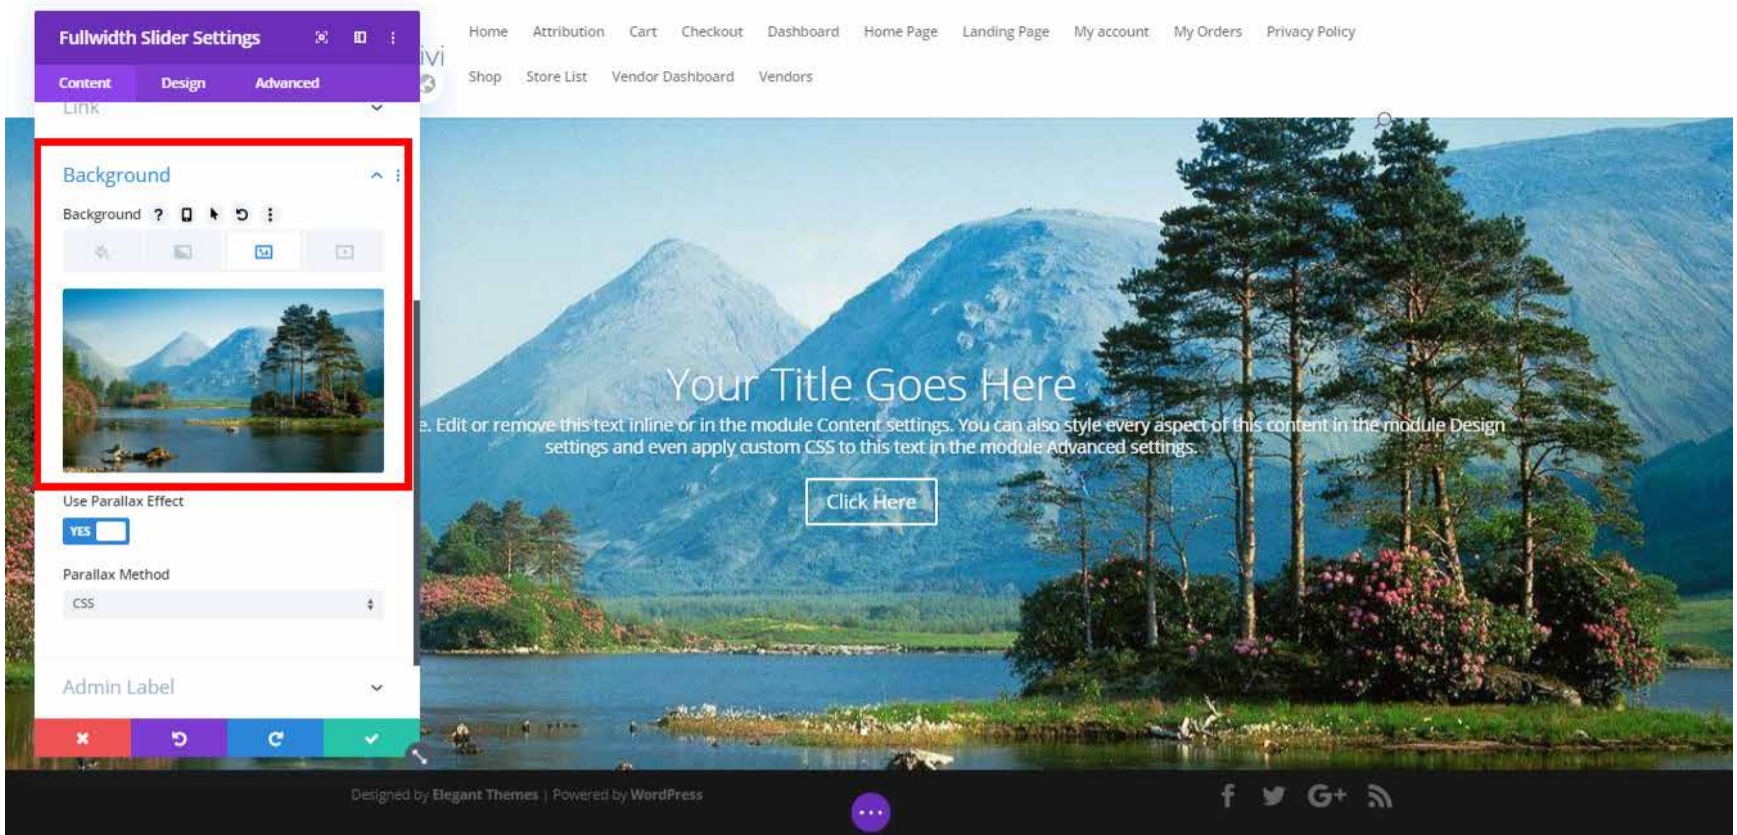 Fullwidth Slider Settings
Content Design Advanced
Link
Background
Background ?
Use Parallax Effect
YES
Parallax Method
CSS
Admin Label
ivi
Home Attribution Cart Checkout Dashboard Home Page Landing Page My account My Orders Privacy Policy
Shop Store List Vendor Dashboard Vendors
Your Title Goes Here
e. Edit or remove this text inline or in the module Content settings. You can also style every aspect of this content in the module Design
settings and even apply custom CSS to this text in the module Advanced settings.
Click Here
Designed by Elegant Themes | Powered by WordPress
f G+